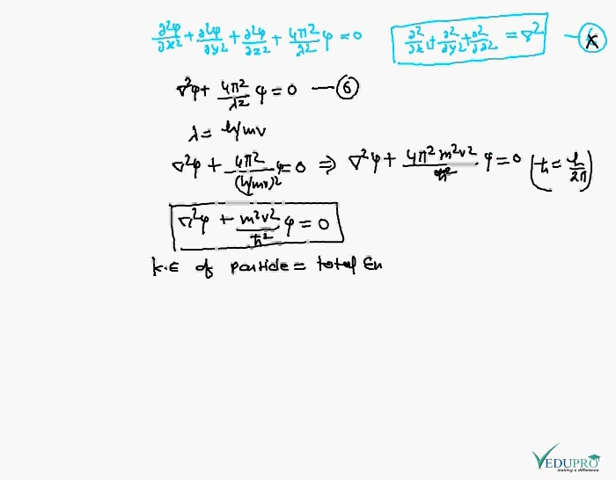 ∂²φ/∂x² + ∂²φ/∂y² + ∂²φ/∂z² + 4π²/λ² φ = 0   ∂²/∂x² + ∂²/∂y² + ∂²/∂z² = ∇²
∇²φ + 4π²/λ² φ = 0 — ⑥
λ = h/mv
∇²φ + 4π²/(h/mv)² φ = 0 ⇒ ∇²φ + 4π²m²v²/h² φ = 0 (ħ = h/2π)
∇²φ + m²v²/ħ² φ = 0
K.E of particle = total En
VEDUPRO
making a difference